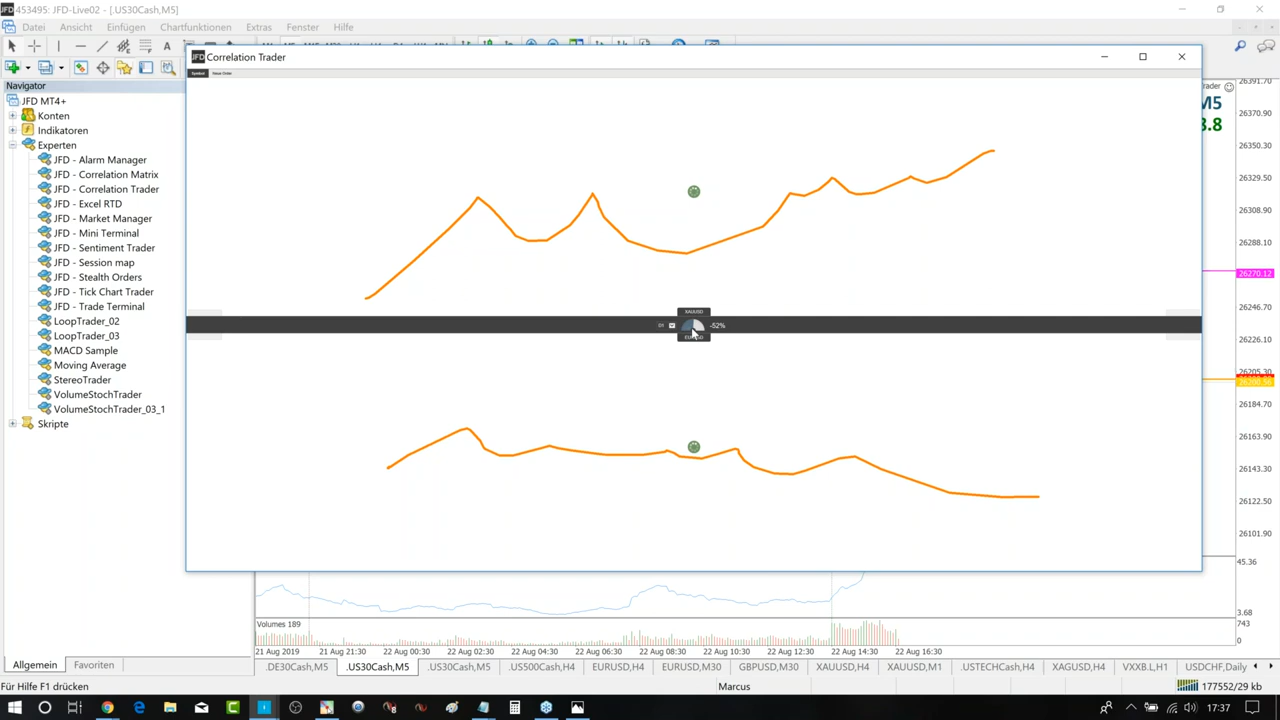 453495: JFD-Live02 - [.US30Cash,M5]
Datei Ansicht Einfügen Chartfunktionen Extras Fenster Hilfe
JFD Correlation Trader
Symbol
Navigator
JFD MT4+
Konten
Indikatoren
Experten
JFD - Alarm Manager
JFD - Correlation Matrix
JFD - Correlation Trader
JFD - Excel RTD
JFD - Market Manager
JFD - Mini Terminal
JFD - Sentiment Trader
JFD - Session map
JFD - Stealth Orders
JFD - Tick Chart Trader
JFD - Trade Terminal
LoopTrader_02
LoopTrader_03
MACD Sample
Moving Average
StereoTrader
VolumeStochTrader
VolumeStochTrader_03_1
Skripte
XAUUSD
-52%
26391.70
M5
26370.90
26350.30
26329.50
26308.90
26288.10
26270.12
26246.70
26226.10
26205.30
26200.56
26184.70
26163.90
26143.30
26122.50
26101.90
45.36
3.68
Volumes 189
743
0
21 Aug 2019 21 Aug 21:30 22 Aug 00:30 22 Aug 02:30 22 Aug 04:30 22 Aug 06:30 22 Aug 08:30 22 Aug 10:30 22 Aug 12:30 22 Aug 14:30 22 Aug 16:30
Allgemein Favoriten
.DE30Cash,M5 .US30Cash,M5 .US30Cash,M5 .US500Cash,H4 EURUSD,H4 EURUSD,M30 GBPUSD,M30 XAUUSD,H4 XAUUSD,M1 .USTECHCash,H4 XAGUSD,H4 VXXB.L,H1 USDCHF,Daily
Für Hilfe F1 drücken
Marcus
177552/29 kb
17:37